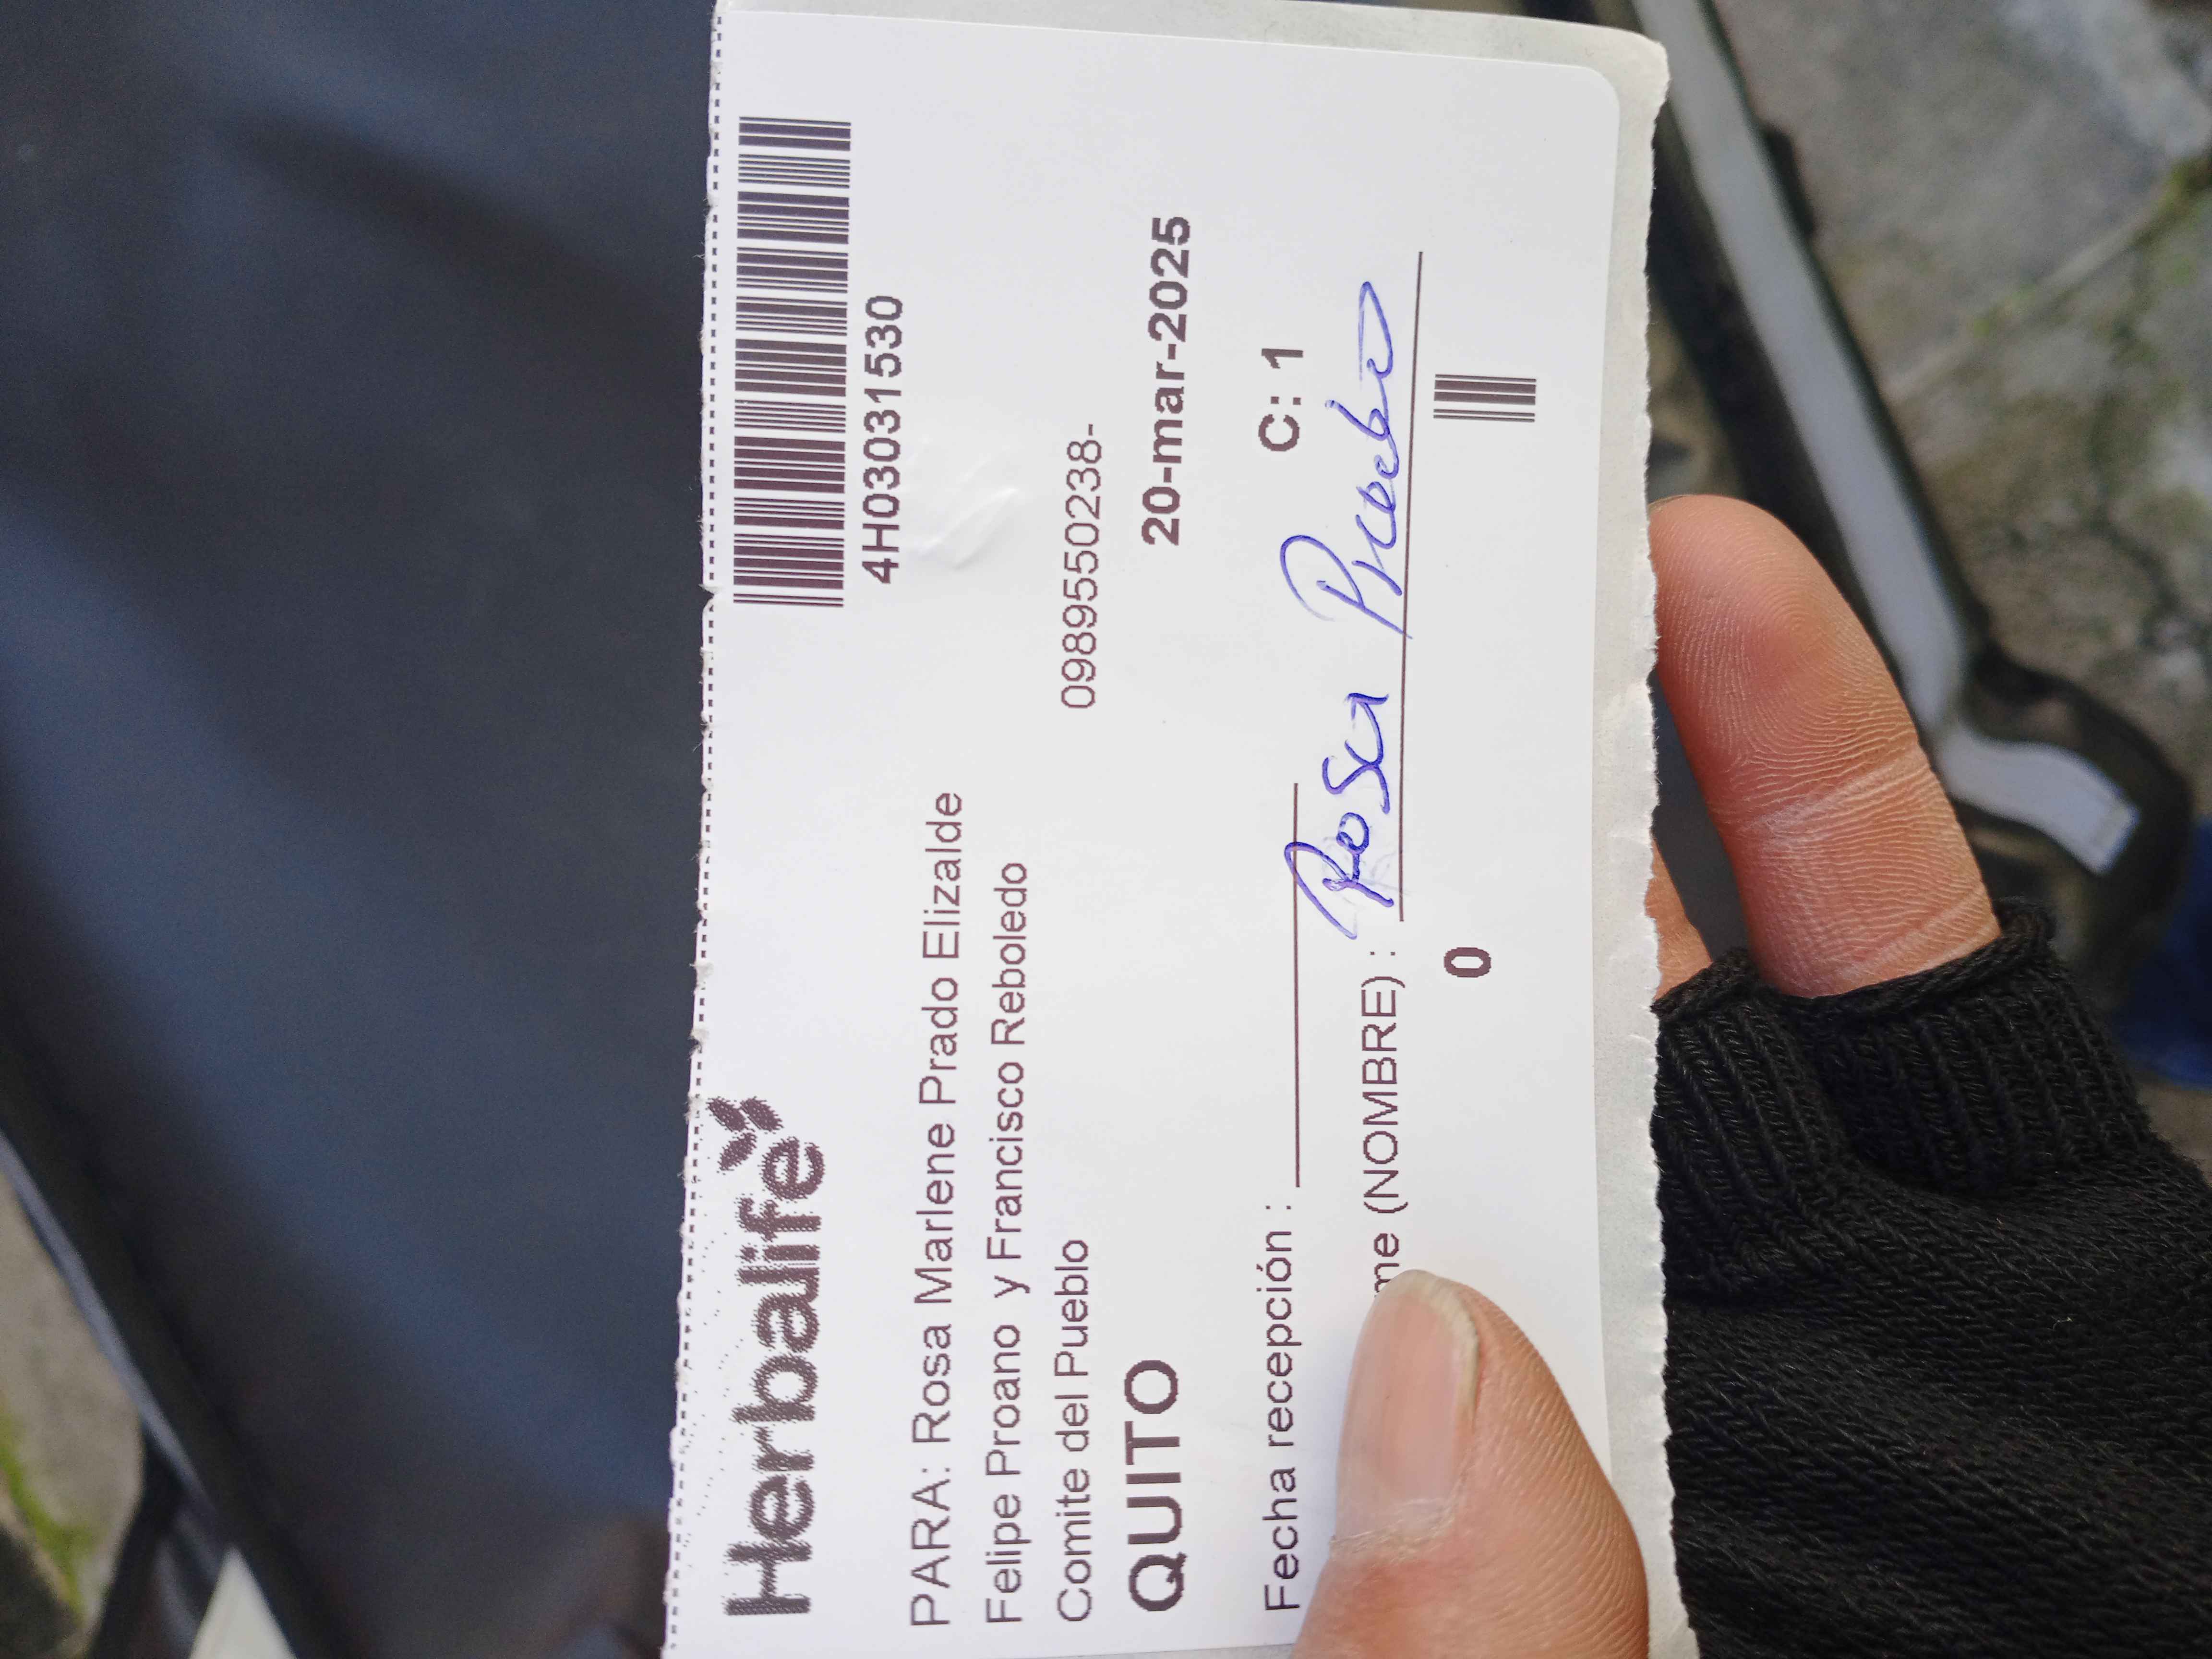 Herbalife
4H03031530
PARA: Rosa Marlene Prado Elizalde
Felipe Proano y Francisco Reboledo
Comite del Pueblo 0989550238-
QUITO 20-mar-2025
Fecha recepción : C: 1
me (NOMBRE) : Rosa
0